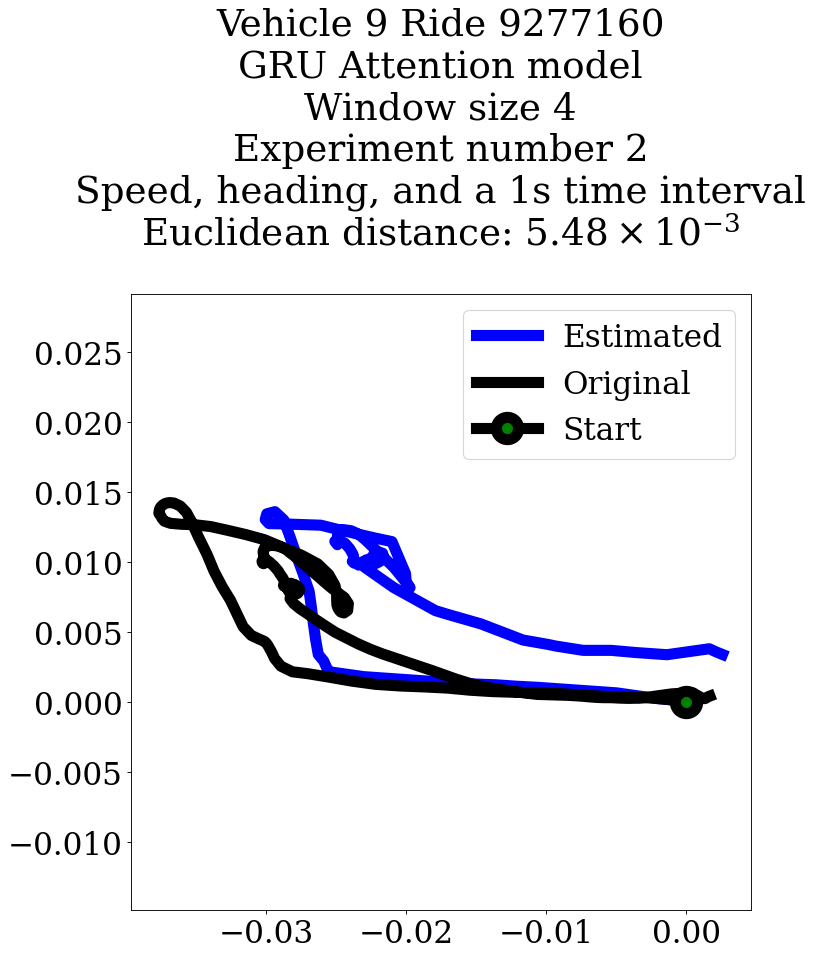 Vehicle 9 Ride 9277160
GRU Attention model
Window size 4
Experiment number 2
Speed, heading, and a 1s time interval
Euclidean distance: 5.48 × 10⁻³
Estimated
Original
Start
0.025
0.020
0.015
0.010
0.005
0.000
−0.005
−0.010
−0.03 −0.02 −0.01 0.00